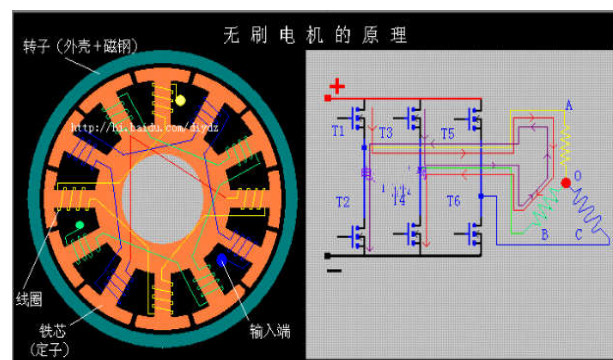 无刷电机的原理
转子(外壳+磁钢)
http://hi.baidu.com/diydz
线圈
铁芯
(定子)
输入端
+
T1 T3 T5
A
O
T2 T4 T6
B C
-